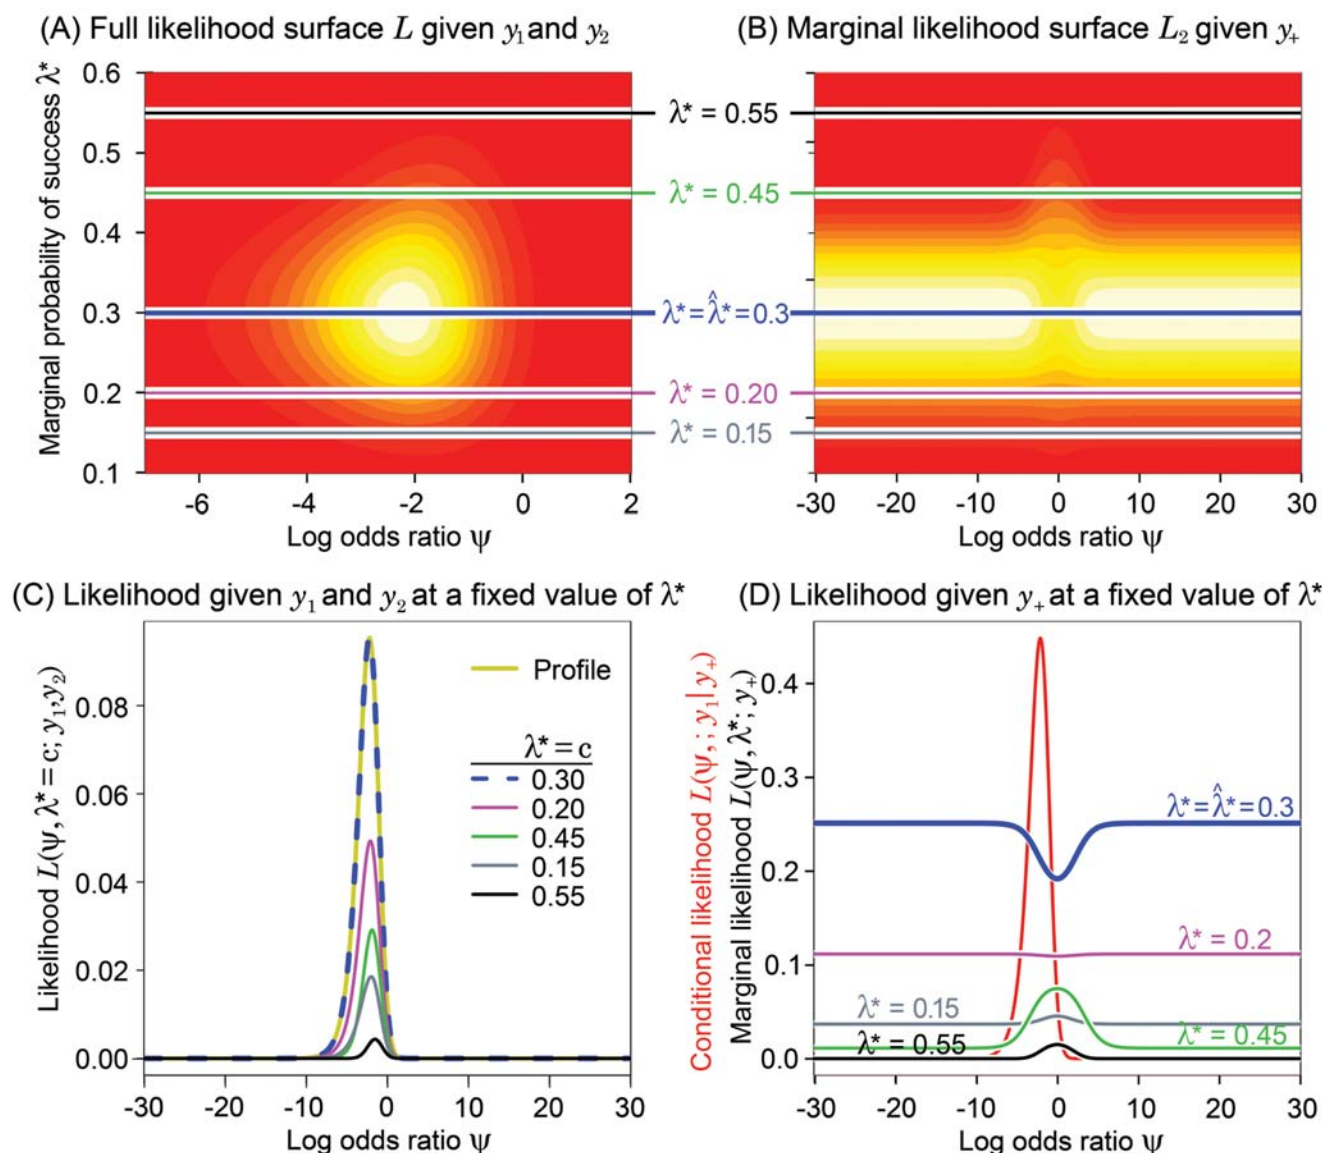 (A) Full likelihood surface L given y₁ and y₂
(B) Marginal likelihood surface L₂ given y₊
Marginal probability of success λ*
0.6
0.5
0.4
0.3
0.2
0.1
-6
-4
-2
0
2
Log odds ratio ψ
λ* = 0.55
λ* = 0.45
λ* = λ̂* = 0.3
λ* = 0.20
λ* = 0.15
-30
-20
-10
0
10
20
30
Log odds ratio ψ
(C) Likelihood given y₁ and y₂ at a fixed value of λ*
(D) Likelihood given y₊ at a fixed value of λ*
Likelihood L(ψ, λ* = c; y₁,y₂)
0.08
0.06
0.04
0.02
0.00
Profile
λ* = c
0.30
0.20
0.45
0.15
0.55
-30
-20
-10
0
10
20
30
Log odds ratio ψ
Conditional likelihood L(ψ,; y₁| y₊)
Marginal likelihood L(ψ, λ*; y₊)
0.4
0.3
0.2
0.1
0.0
λ* = λ̂* = 0.3
λ* = 0.2
λ* = 0.15
λ* = 0.55
λ* = 0.45
-30
-20
-10
0
10
20
30
Log odds ratio ψ